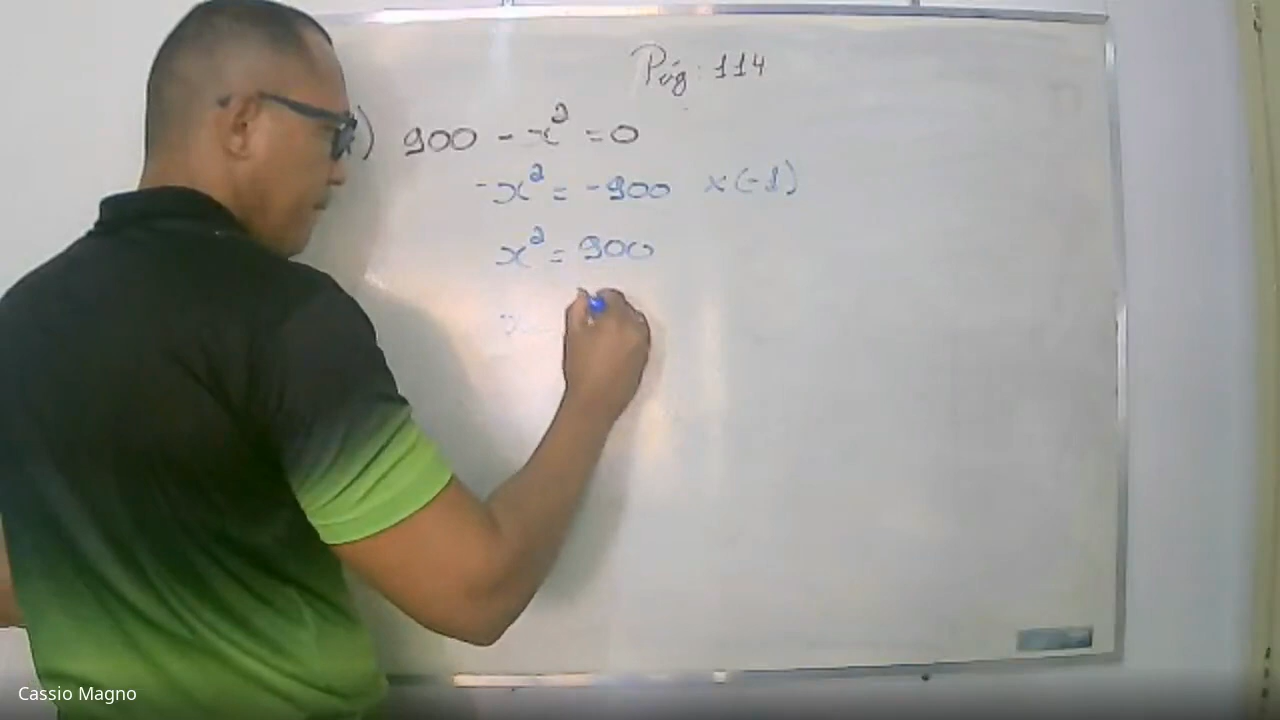 Pág: 114
) 900 - x² = 0
-x² = -900 x(-1)
x² = 900
x
Cassio Magno